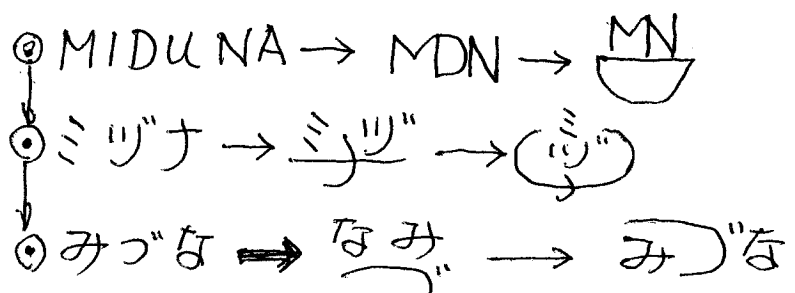 MIDUNA → MDN → MN
ミヅナ → ミナヅ → ミヅ
みづな ⇒ なみづ → みづな